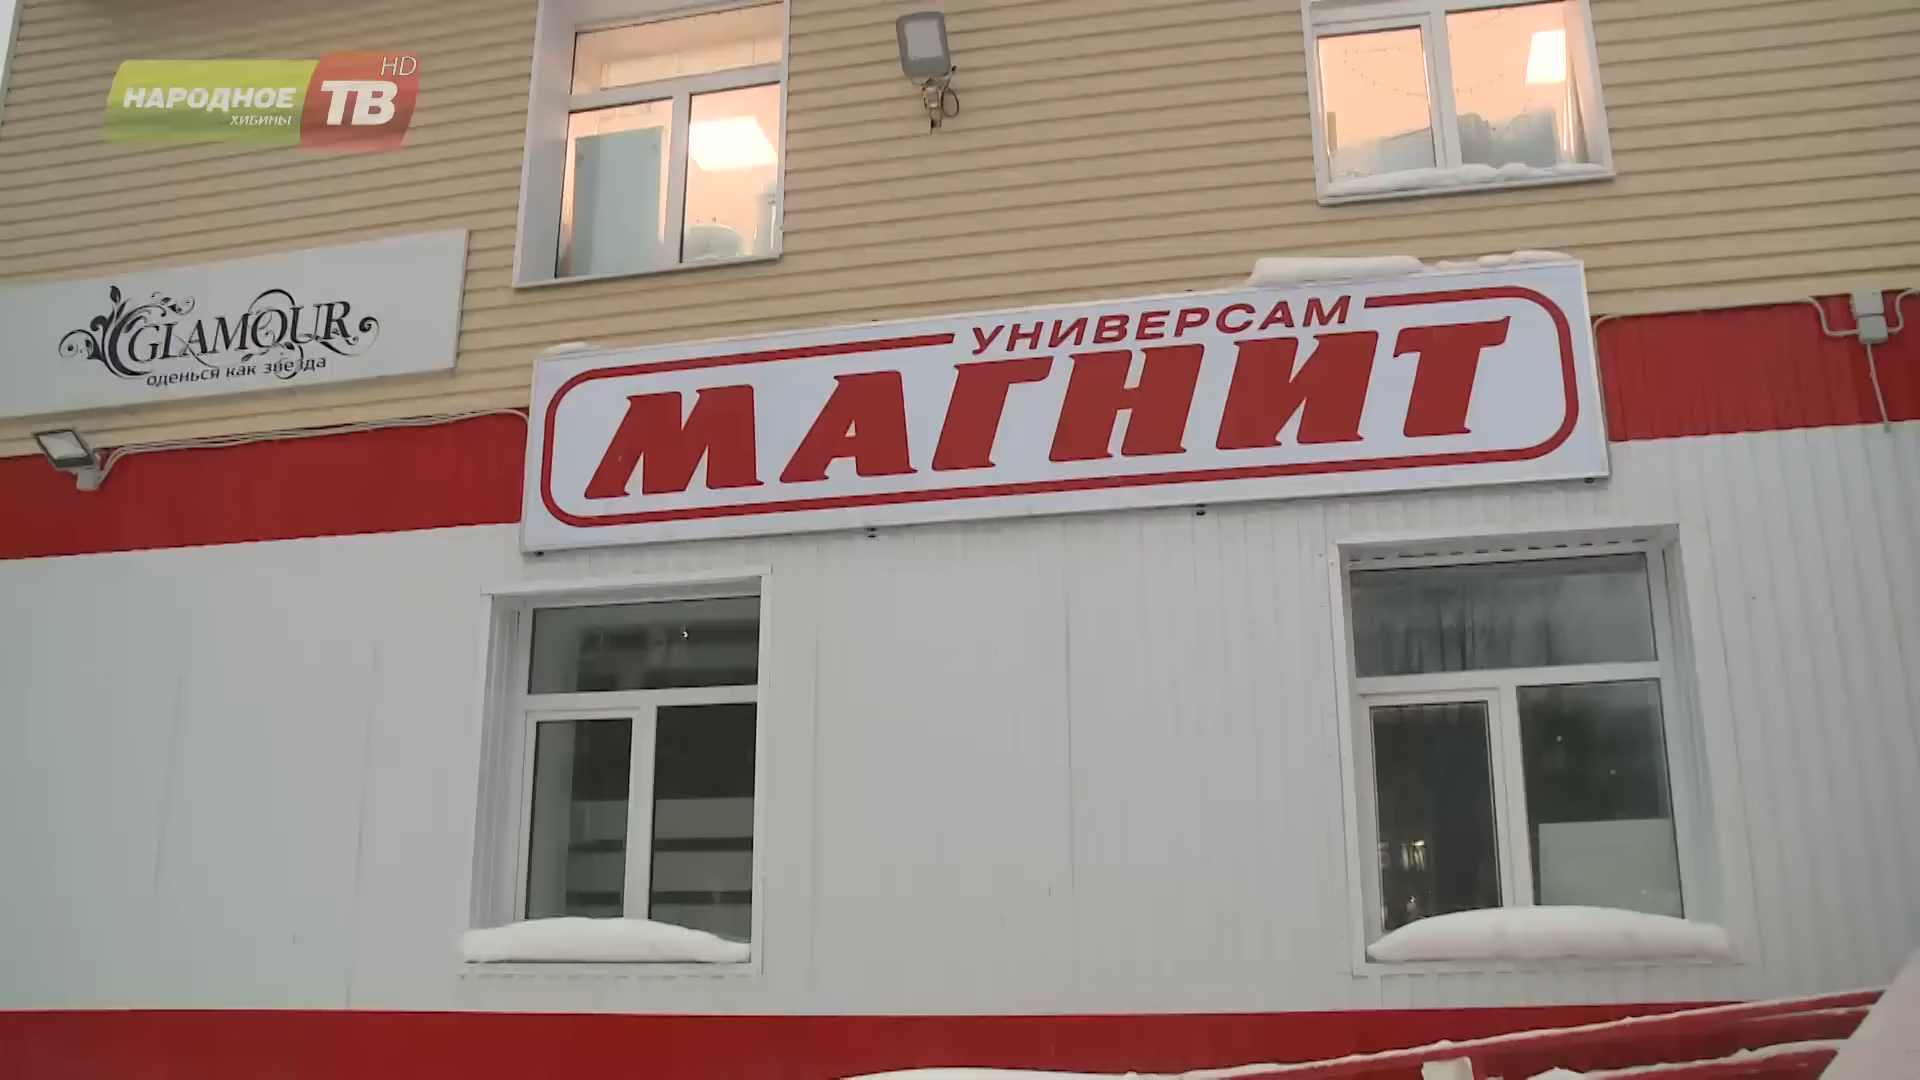 НАРОДНОЕ ТВ HD
ХИБИНЫ
GLAMOUR
оденься как звезда
УНИВЕРСАМ
МАГНИТ